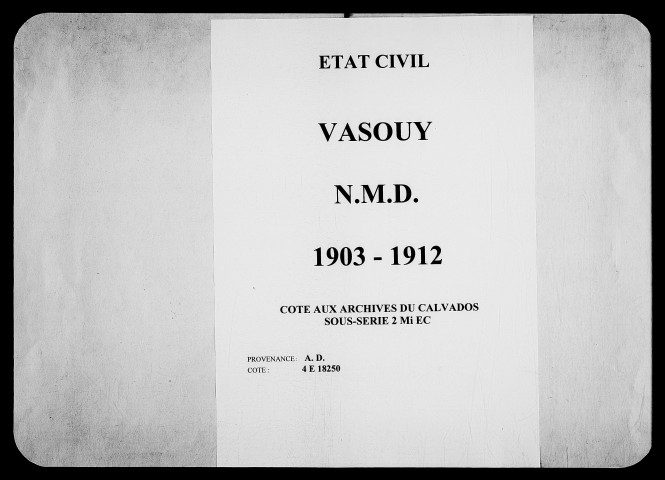 ETAT CIVIL
VASOUY
N.M.D.
1903 - 1912
COTE AUX ARCHIVES DU CALVADOS
SOUS-SERIE 2 Mi EC
PROVENANCE : A. D.
COTE : 4 E 18250